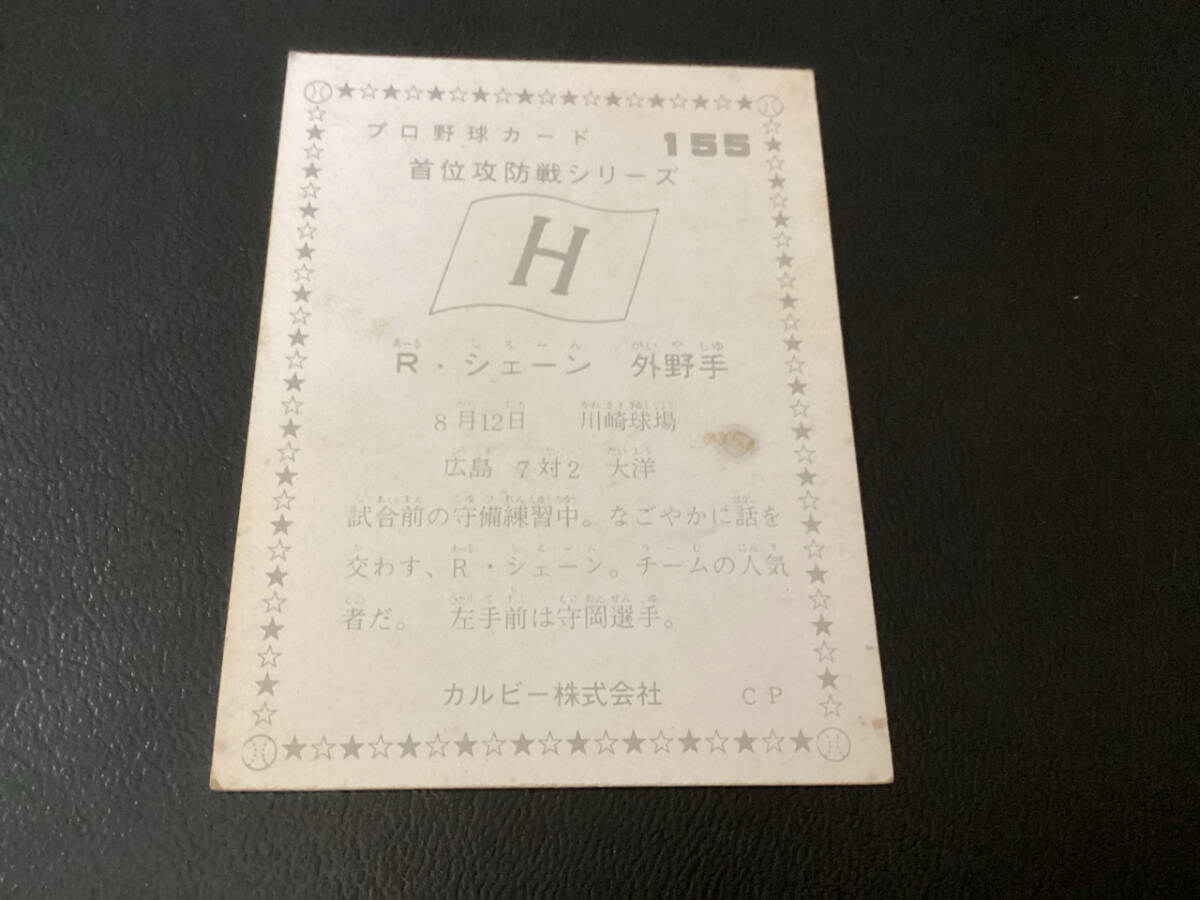 プロ野球カード 155
首位攻防戦シリーズ
H
R・シェーン 外野手
8月12日 川崎球場
広島 7対2 大洋
試合前の守備練習中。なごやかに話を
交わす、R・シェーン。チームの人気
者だ。 左手前は守岡選手。
カルビー株式会社 CP